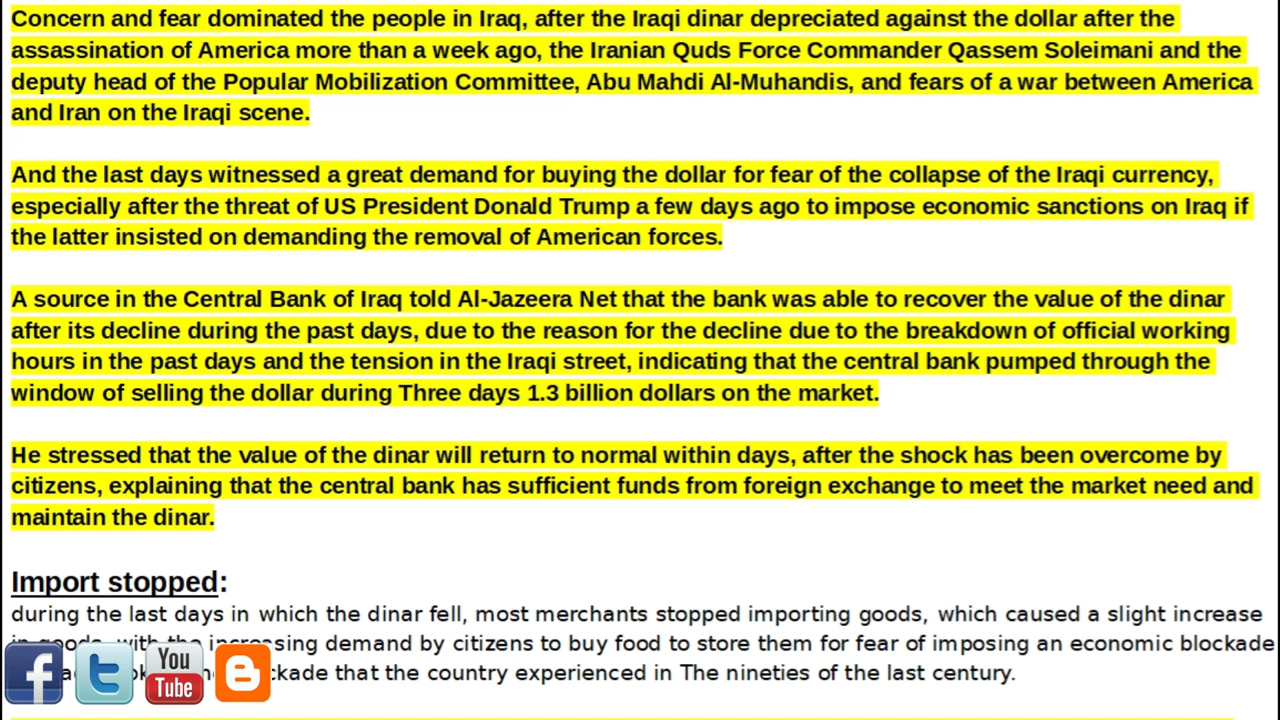 Concern and fear dominated the people in Iraq, after the Iraqi dinar depreciated against the dollar after the
assassination of America more than a week ago, the Iranian Quds Force Commander Qassem Soleimani and the
deputy head of the Popular Mobilization Committee, Abu Mahdi Al-Muhandis, and fears of a war between America
and Iran on the Iraqi scene.
And the last days witnessed a great demand for buying the dollar for fear of the collapse of the Iraqi currency,
especially after the threat of US President Donald Trump a few days ago to impose economic sanctions on Iraq if
the latter insisted on demanding the removal of American forces.
A source in the Central Bank of Iraq told Al-Jazeera Net that the bank was able to recover the value of the dinar
after its decline during the past days, due to the reason for the decline due to the breakdown of official working
hours in the past days and the tension in the Iraqi street, indicating that the central bank pumped through the
window of selling the dollar during Three days 1.3 billion dollars on the market.
He stressed that the value of the dinar will return to normal within days, after the shock has been overcome by
citizens, explaining that the central bank has sufficient funds from foreign exchange to meet the market need and
maintain the dinar.
Import stopped:
during the last days in which the dinar fell, most merchants stopped importing goods, which caused a slight increase
in goods, with the increasing demand by citizens to buy food to store them for fear of imposing an economic blockade
that the country experienced in The nineties of the last century.
You
Tube